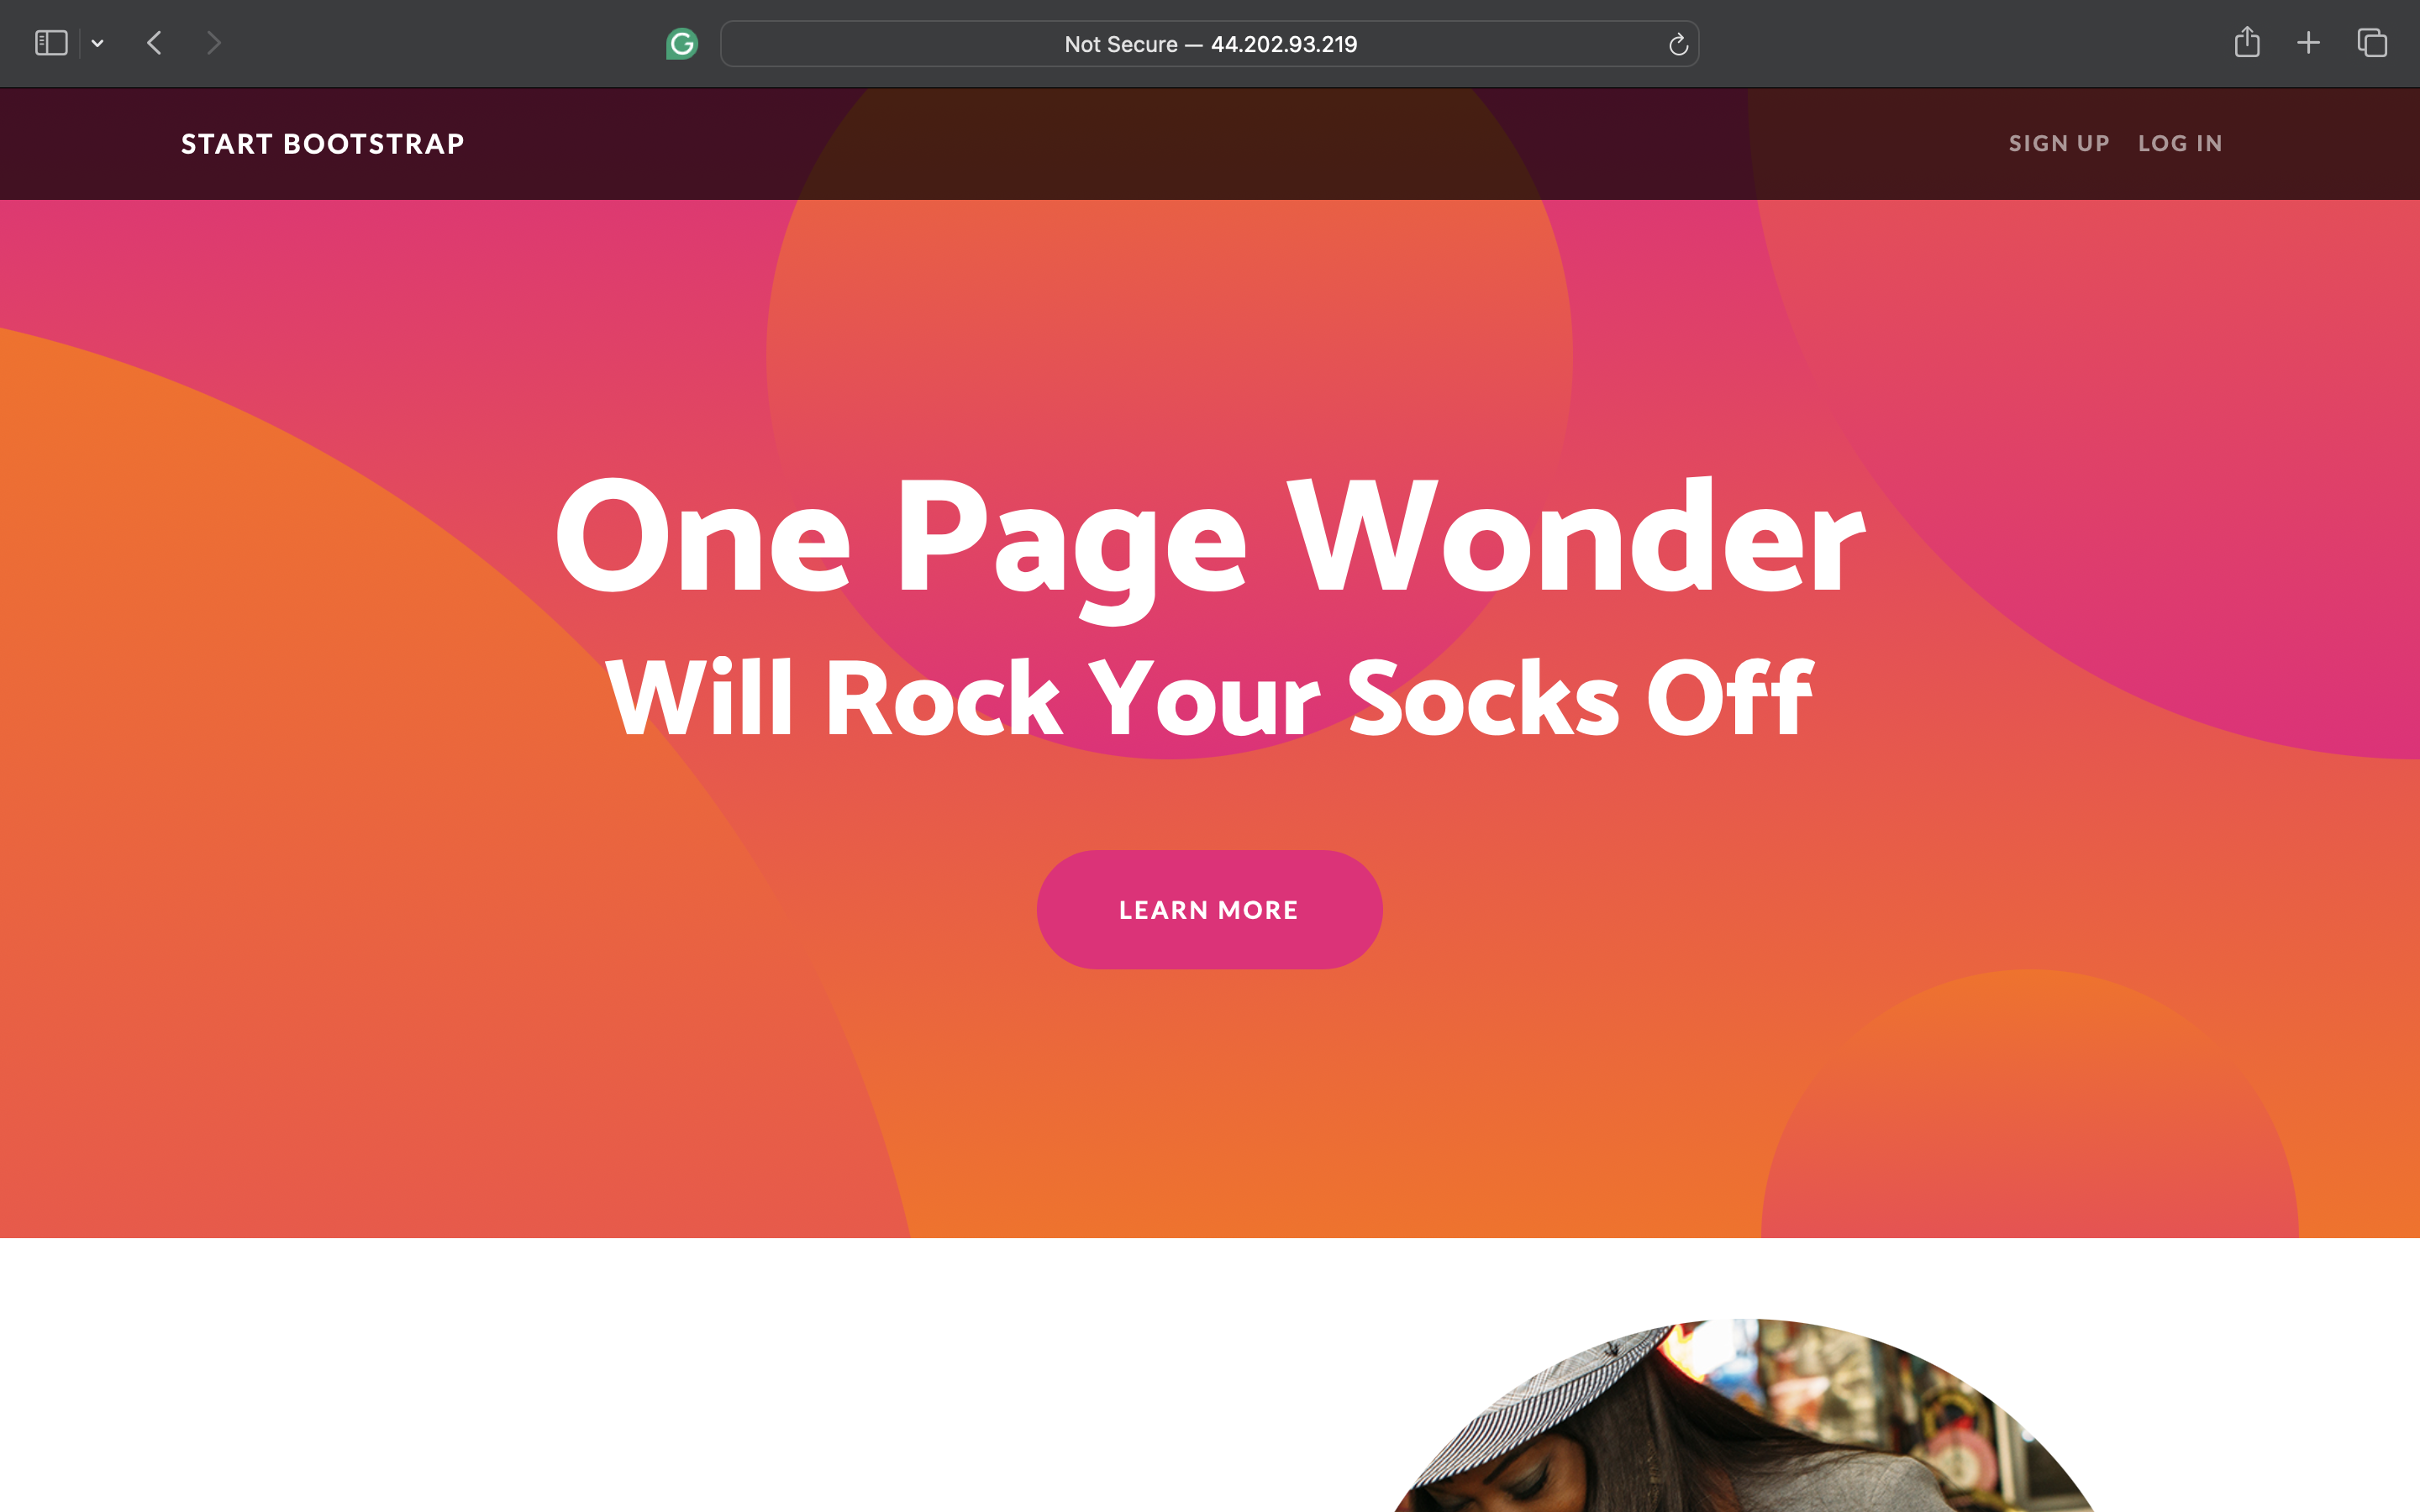 Not Secure — 44.202.93.219
START BOOTSTRAP
SIGN UP LOG IN
One Page Wonder
Will Rock Your Socks Off
LEARN MORE